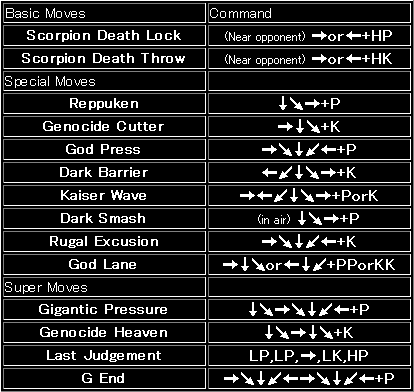 Basic Moves Command
Scorpion Death Lock (Near opponent) →or←+HP
Scorpion Death Throw (Near opponent) →or←+HK
Special Moves
Reppuken ↓↘→+P
Genocide Cutter →↓↘+K
God Press →↘↓↙←+P
Dark Barrier ←↙↓↘→+K
Kaiser Wave →←↙↓↘→+PorK
Dark Smash (in air) ↓↘→+P
Rugal Excusion →↘↓↙←+K
God Lane →↓↘or←↓↙+PPorKK
Super Moves
Gigantic Pressure ↓↘→↘↓↙←+P
Genocide Heaven ↓↘→↓↘+K
Last Judgement LP,LP,→,LK,HP
G End →↘↓↙←→↘↓↙←+P